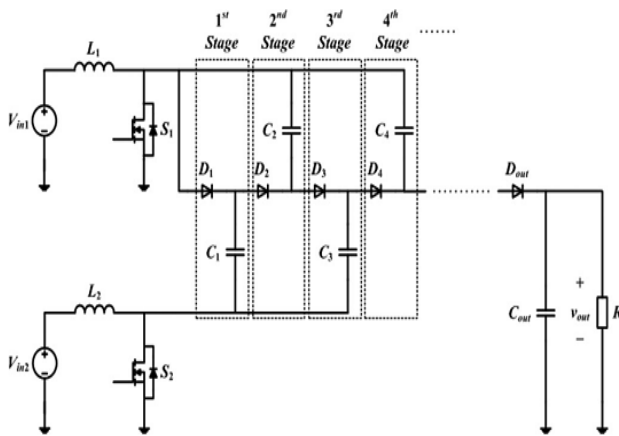 1st 2nd 3rd 4th
Stage Stage Stage Stage
L1
Vin1
S1
C2 C4
D1 D2 D3 D4 Dout
C1 C3
L2
Vin2
S2
Cout
+
vout
−
R